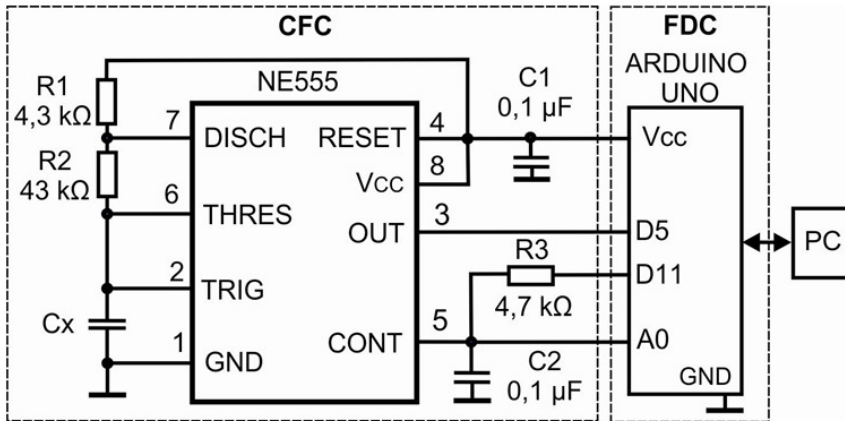 CFC
FDC
R1
4,3 kΩ
R2
43 kΩ
NE555
7
DISCH
6
THRES
2
TRIG
1
GND
Cx
RESET
4
VCC
8
OUT
3
CONT
5
C1
0,1 µF
R3
4,7 kΩ
C2
0,1 µF
ARDUINO
UNO
Vcc
D5
D11
A0
GND
PC